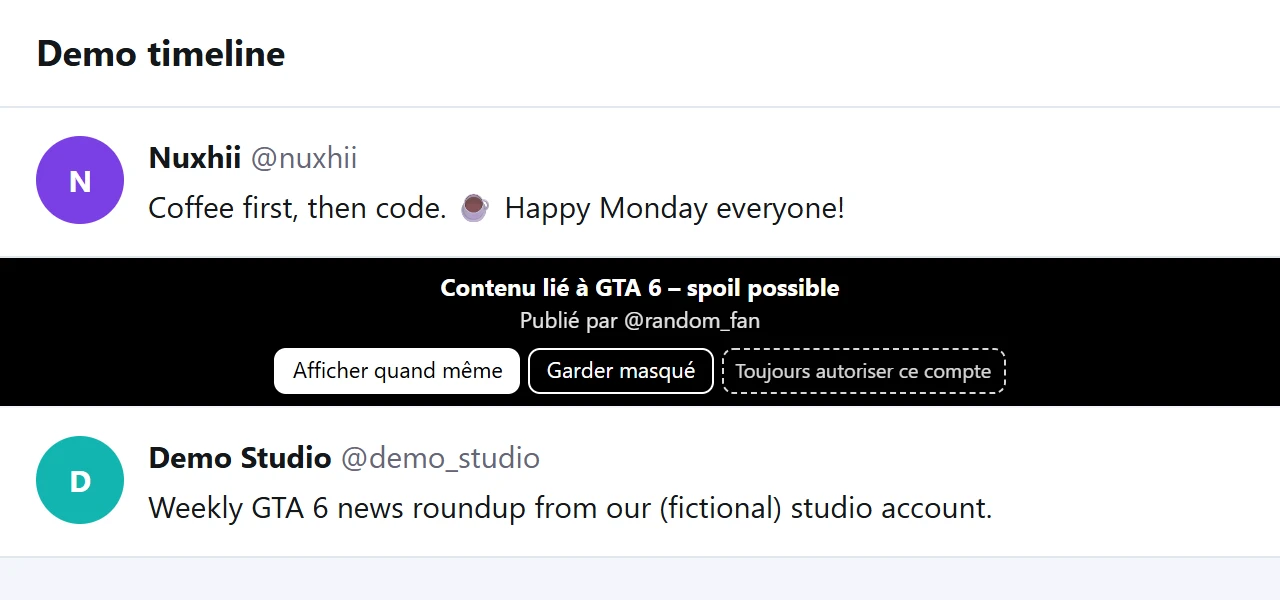 Demo timeline
N
Nuxhii @nuxhii
Coffee first, then code. ☕ Happy Monday everyone!
Contenu lié à GTA 6 – spoil possible
Publié par @random_fan
Afficher quand même Garder masqué Toujours autoriser ce compte
D
Demo Studio @demo_studio
Weekly GTA 6 news roundup from our (fictional) studio account.